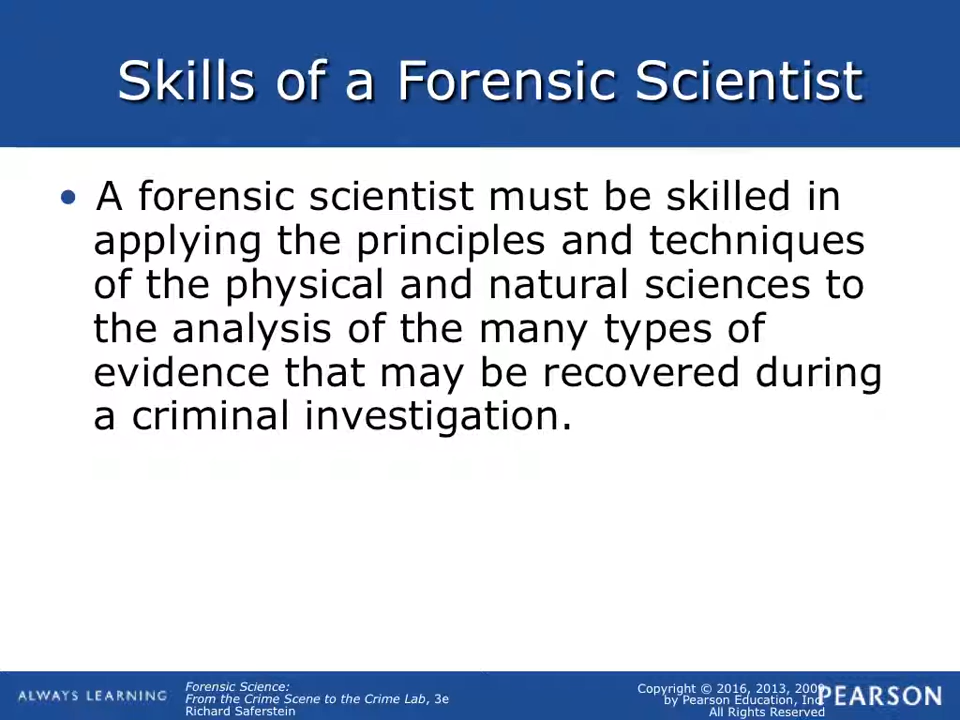 Skills of a Forensic Scientist
• A forensic scientist must be skilled in
applying the principles and techniques
of the physical and natural sciences to
the analysis of the many types of
evidence that may be recovered during
a criminal investigation.
ALWAYS LEARNING
Forensic Science:
From the Crime Scene to the Crime Lab, 3e
Richard Saferstein
Copyright © 2016, 2013, 2009
by Pearson Education, Inc.
All Rights Reserved
PEARSON